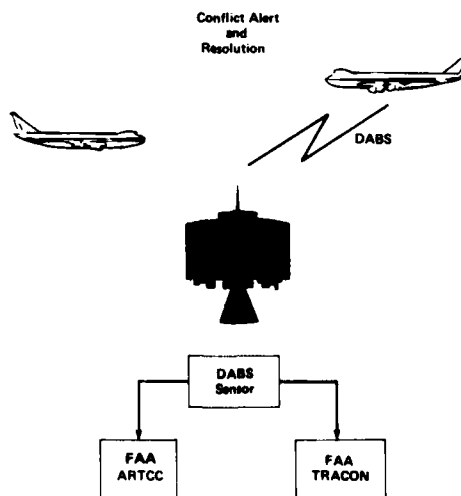 Conflict Alert
and
Resolution
DABS
DABS
Sensor
FAA
ARTCC
FAA
TRACON